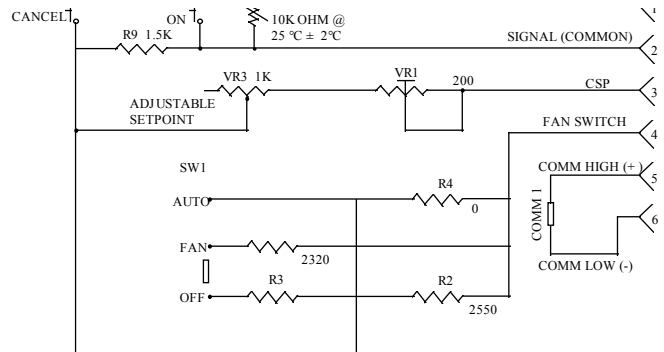 CANCEL
ON
10K OHM @
25 °C ± 2°C
1
R9 1.5K
SIGNAL (COMMON)
2
VR3 1K
VR1
200
CSP
3
ADJUSTABLE
SETPOINT
FAN SWITCH
4
SW1
COMM HIGH (+)
5
R4
AUTO
0
COMM 1
6
FAN
2320
COMM LOW (-)
R3
R2
OFF
2550